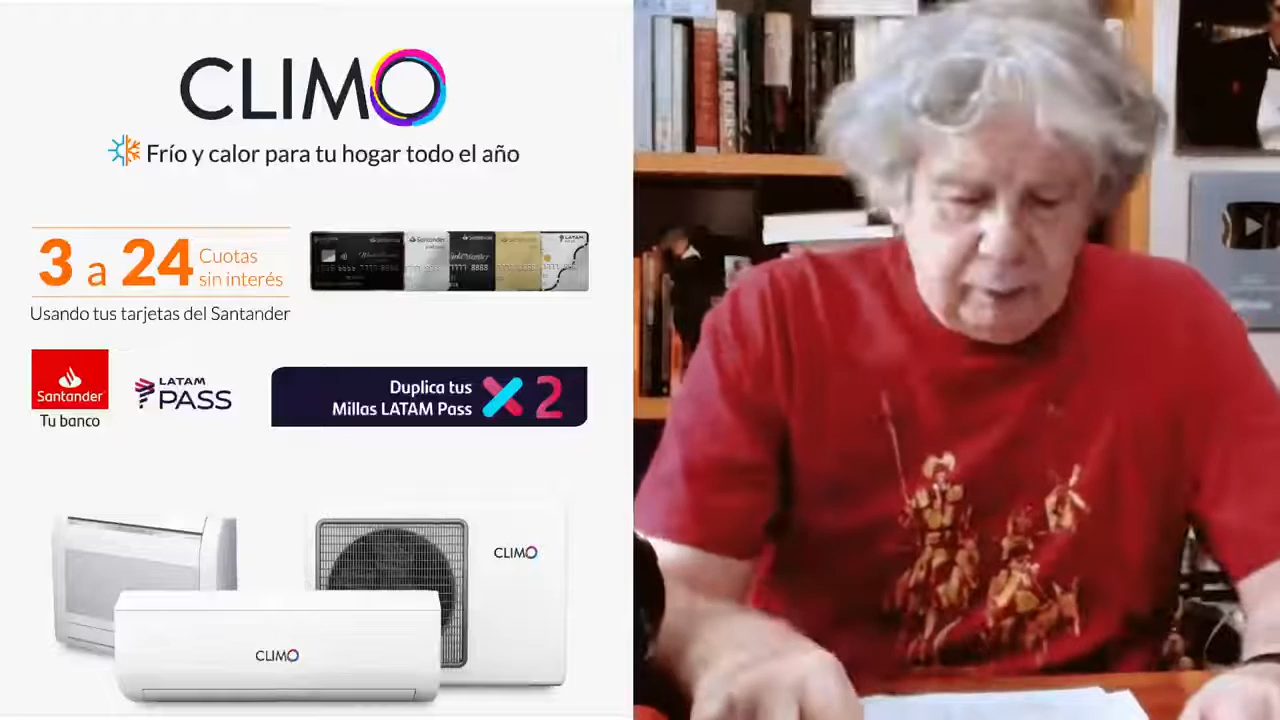 CLIMO
Frío y calor para tu hogar todo el año
3 a 24 Cuotas
sin interés
Usando tus tarjetas del Santander
Santander
Tu banco
LATAM
PASS
Duplica tus
Millas LATAM Pass
X2
CLIMO
CLIMO